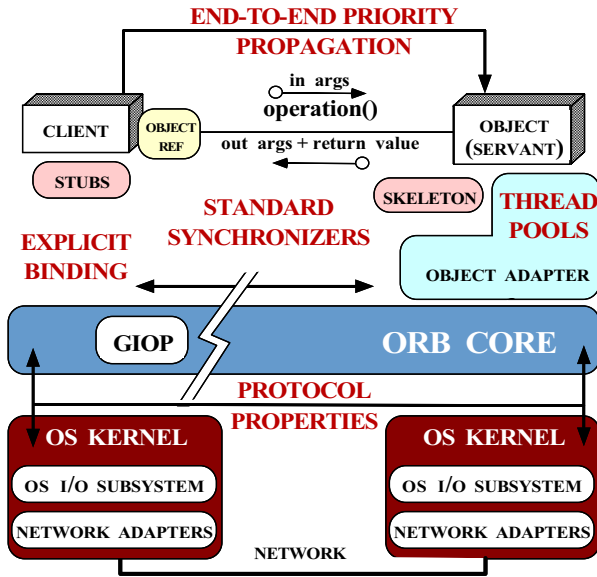 END-TO-END PRIORITY
PROPAGATION
in args
operation()
out args + return value
CLIENT
OBJECT
REF
OBJECT
(SERVANT)
STUBS
SKELETON
THREAD
POOLS
STANDARD
SYNCHRONIZERS
EXPLICIT
BINDING
OBJECT ADAPTER
GIOP
ORB CORE
PROTOCOL
PROPERTIES
OS KERNEL
OS I/O SUBSYSTEM
NETWORK ADAPTERS
OS KERNEL
OS I/O SUBSYSTEM
NETWORK ADAPTERS
NETWORK